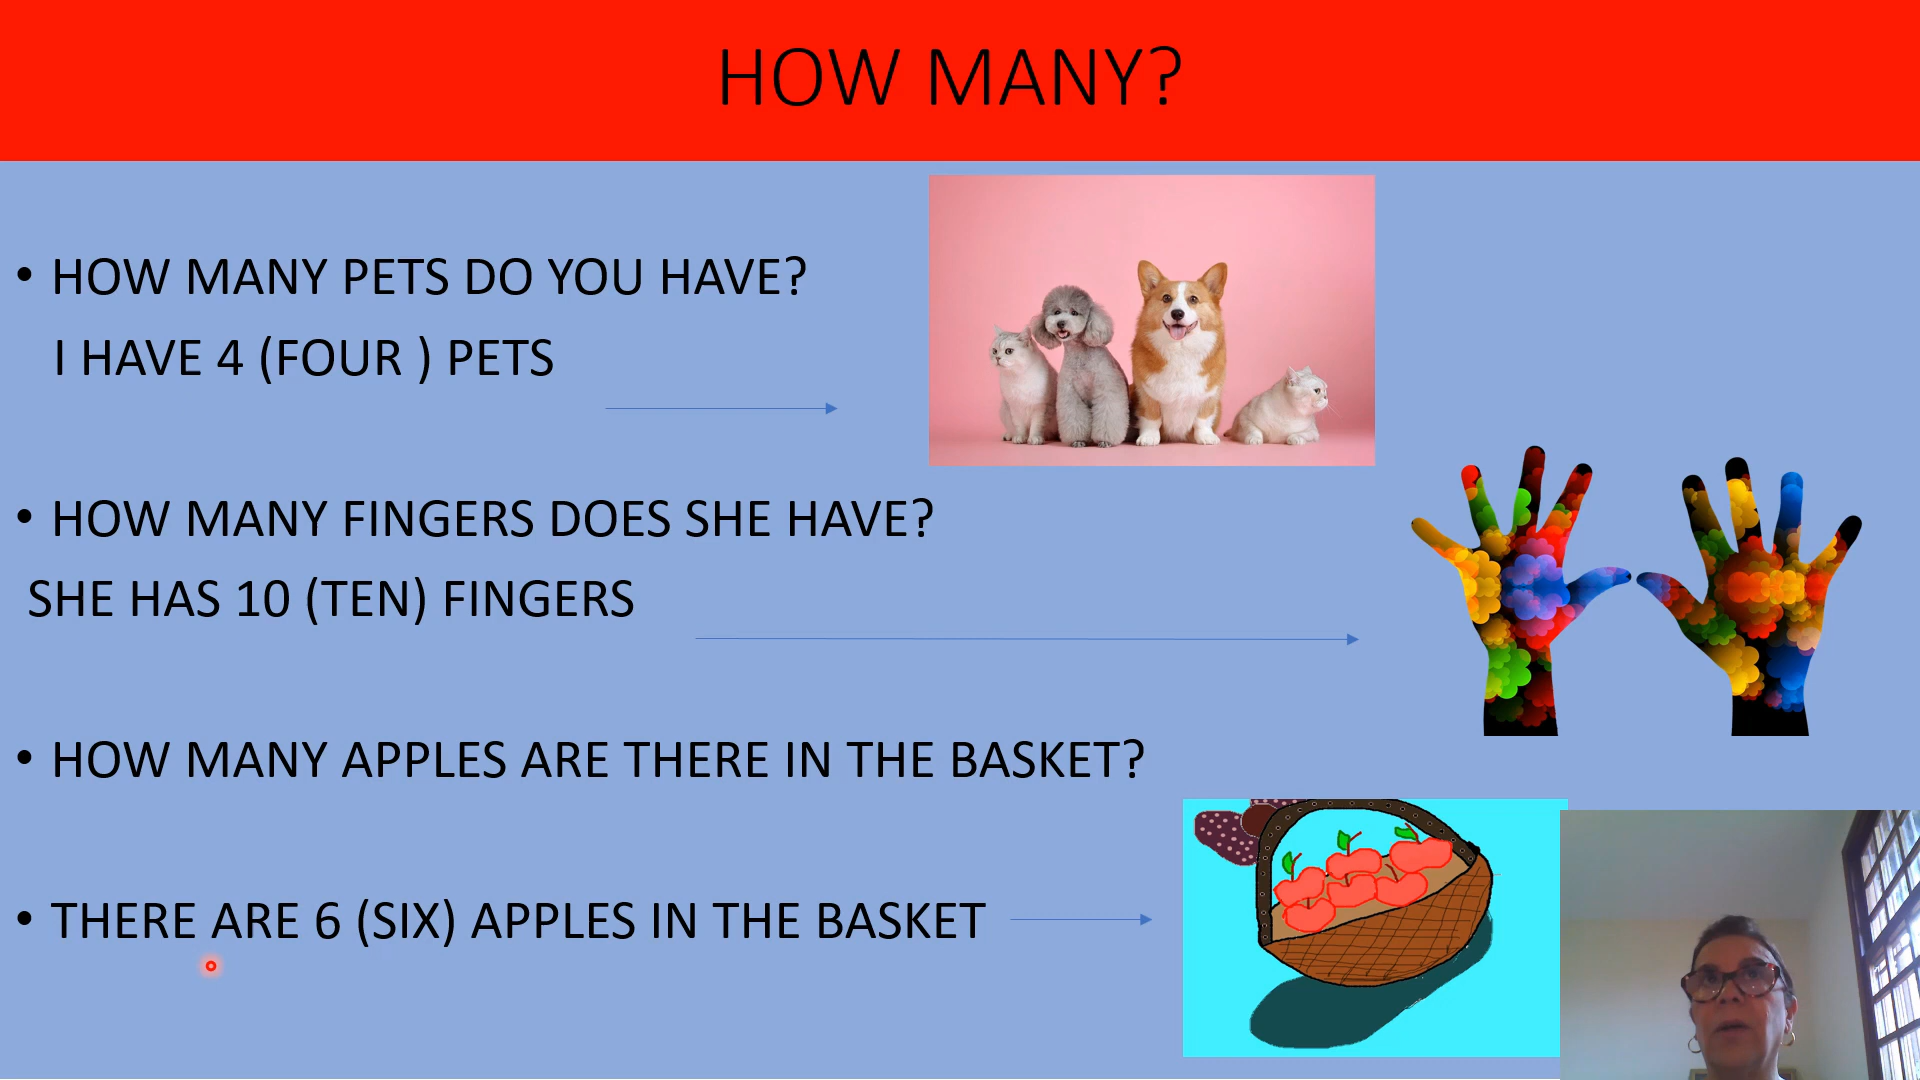 HOW MANY?
• HOW MANY PETS DO YOU HAVE?
I HAVE 4 (FOUR ) PETS
• HOW MANY FINGERS DOES SHE HAVE?
SHE HAS 10 (TEN) FINGERS
• HOW MANY APPLES ARE THERE IN THE BASKET?
• THERE ARE 6 (SIX) APPLES IN THE BASKET